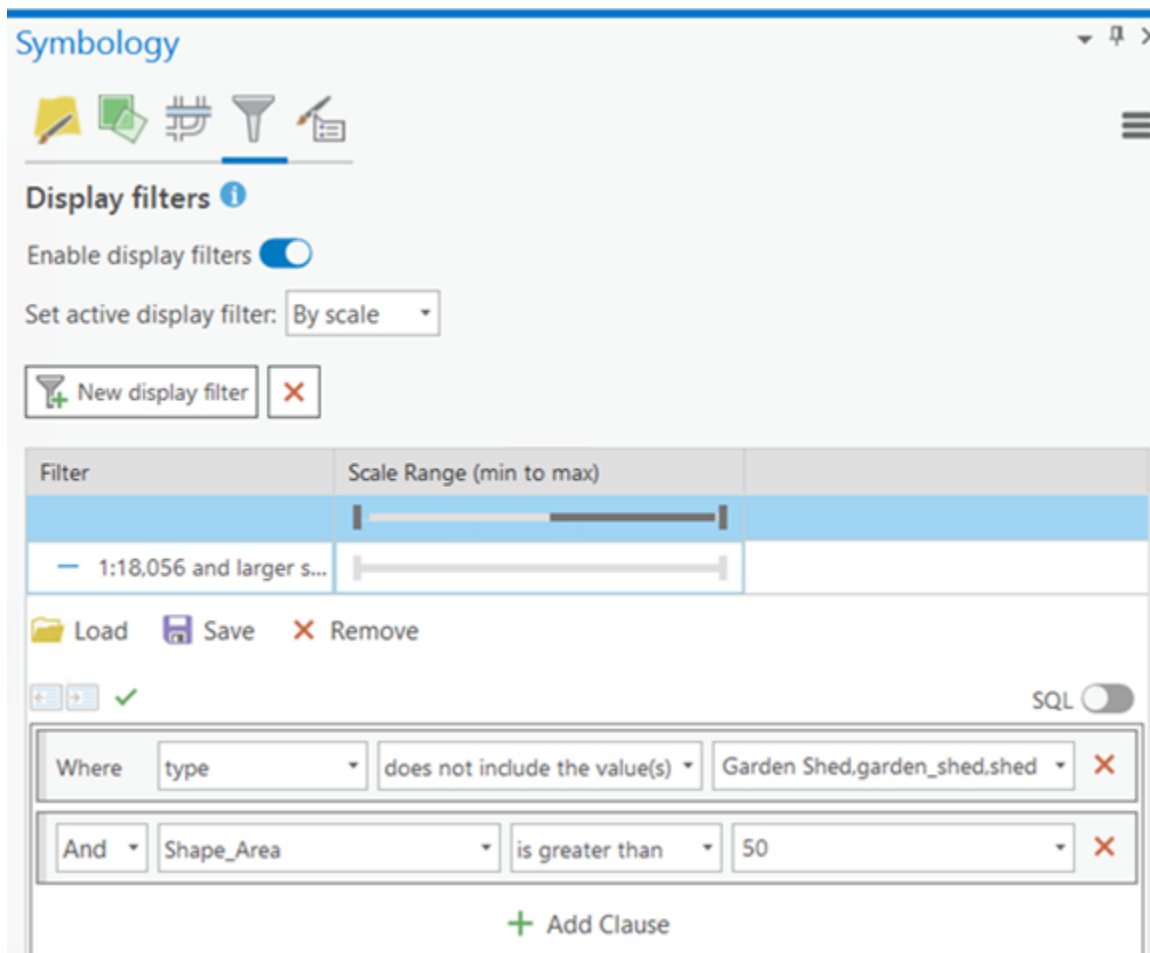 Symbology
Display filters
Enable display filters
Set active display filter: By scale
New display filter
Filter Scale Range (min to max)
1:18,056 and larger s...
Load Save Remove
SQL
Where type does not include the value(s) Garden Shed,garden_shed,shed
And Shape_Area is greater than 50
Add Clause